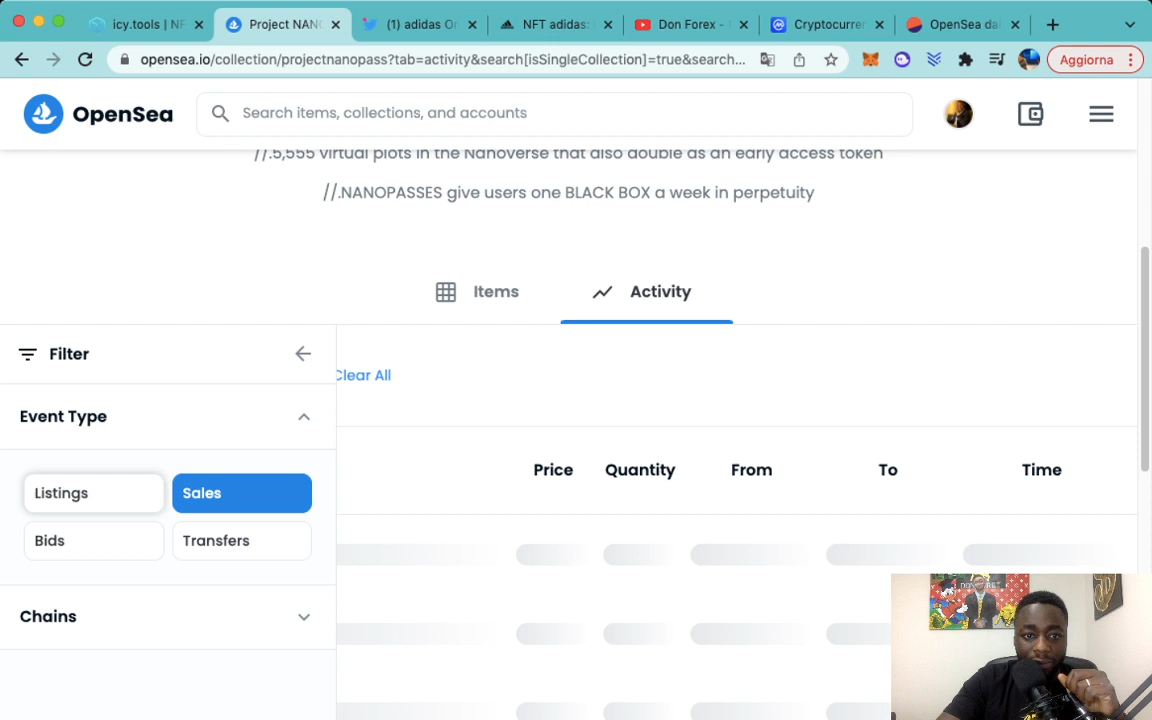 icy.tools | NF
Project NAN
(1) adidas Or
NFT adidas:
Don Forex -
Cryptocurrer
OpenSea da
opensea.io/collection/projectnanopass?tab=activity&search[isSingleCollection]=true&search...
Aggiorna
OpenSea
Search items, collections, and accounts
//.5,555 virtual plots in the Nanoverse that also double as an early access token
//.NANOPASSES give users one BLACK BOX a week in perpetuity
Items
Activity
Filter
Clear All
Event Type
Price
Quantity
From
To
Time
Listings
Sales
Bids
Transfers
Chains